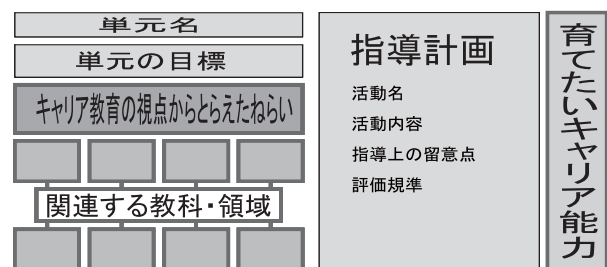 単元名
単元の目標
キャリア教育の視点からとらえたねらい
関連する教科・領域
指導計画
活動名
活動内容
指導上の留意点
評価規準
育てたいキャリア能力